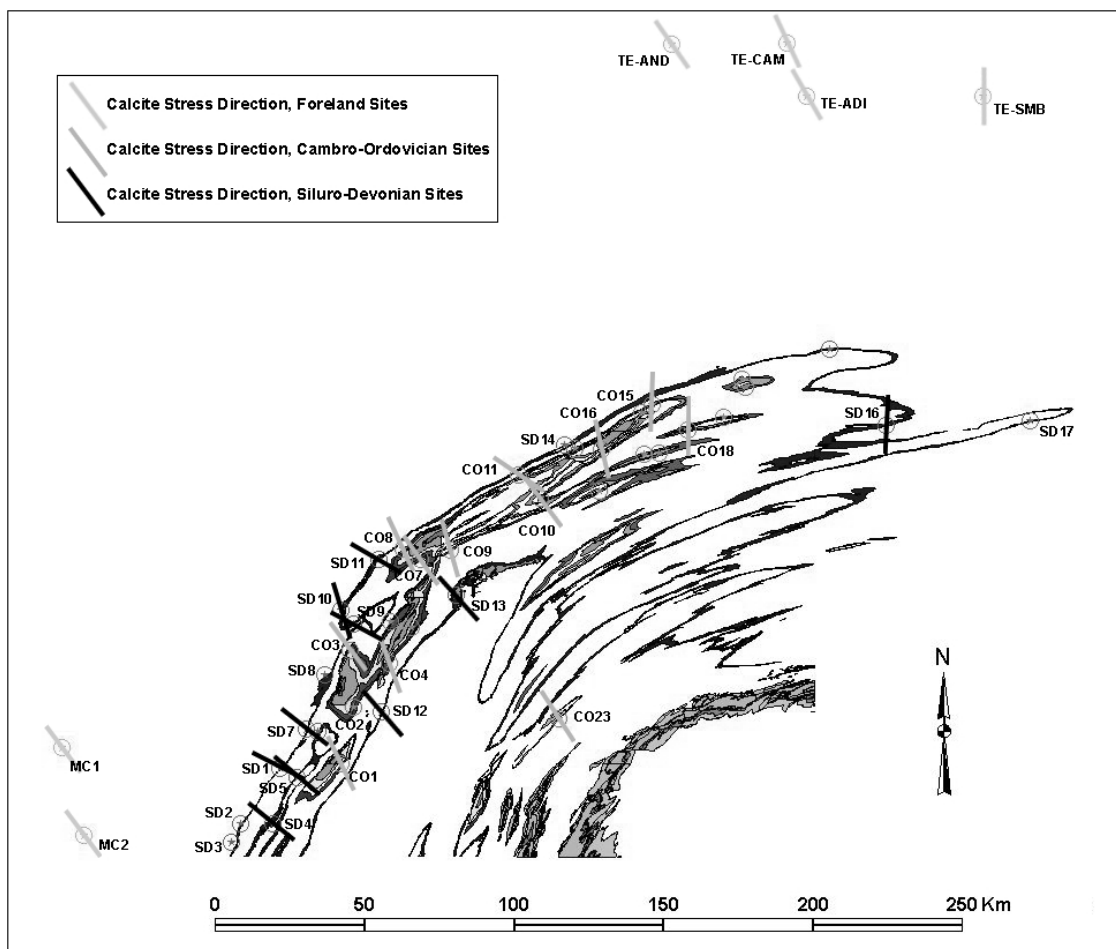 TE-AND
TE-CAM
TE-ADI
TE-SMB
Calcite Stress Direction, Foreland Sites
Calcite Stress Direction, Cambro-Ordovician Sites
Calcite Stress Direction, Siluro-Devonian Sites
CO15
CO16
SD14
CO18
SD16
SD17
CO11
CO10
CO8
CO9
SD11
CO7
SD13
SD10
SD9
CO3
CO4
SD8
SD12
CO2
CO23
SD7
N
MC1
SD1
SD5
CO1
SD2
SD4
MC2
SD3
0 50 100 150 200 250 Km